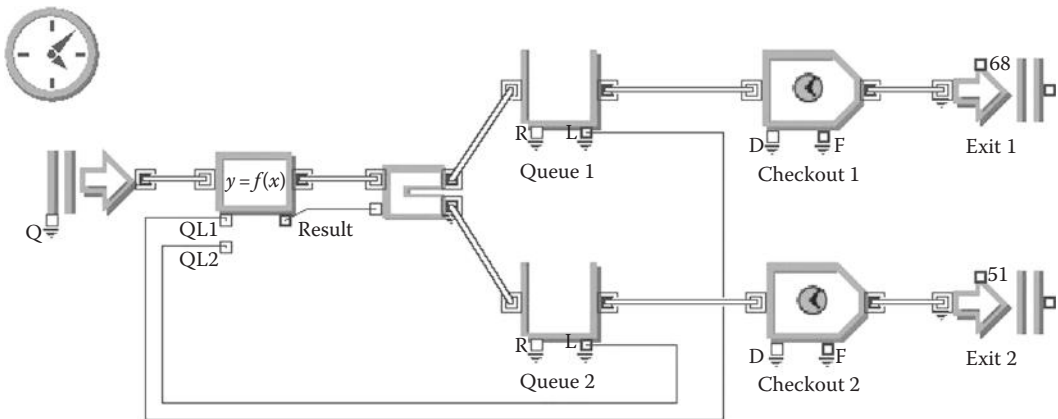 68
R
L
D
F
Exit 1
Queue 1
Checkout 1
y = f(x)
Q
QL1
Result
QL2
51
R
L
D
F
Exit 2
Queue 2
Checkout 2